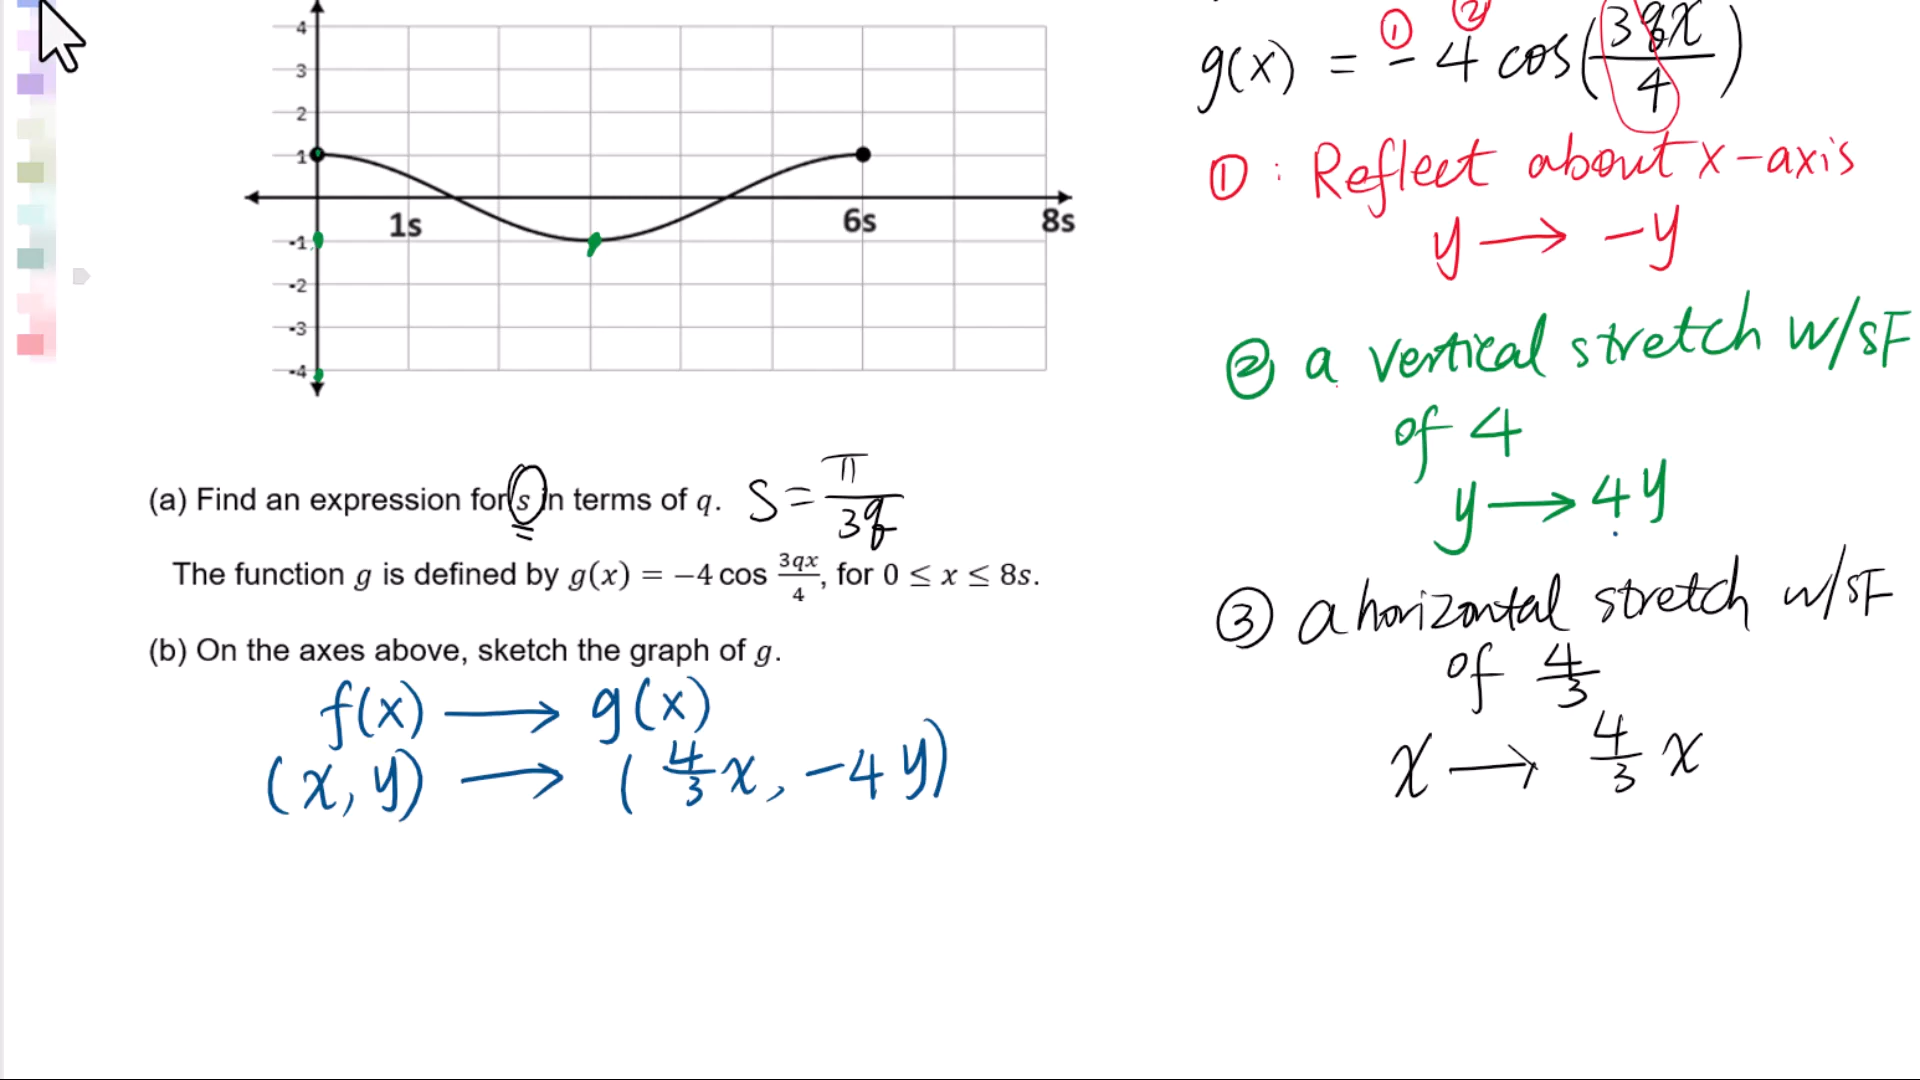 4
3
2
1
-1
-2
-3
-4
1s
6s
8s
(a) Find an expression for s in terms of q. S = π/3q
The function g is defined by g(x) = −4 cos 3qx/4, for 0 ≤ x ≤ 8s.
(b) On the axes above, sketch the graph of g.
f(x) ⟶ g(x)
(x, y) ⟶ (4/3 x, −4y)
① ②
g(x) = − 4 cos(3qx/4)
① : Reflect about x-axis
y ⟶ −y
② a vertical stretch w/SF
of 4
y ⟶ 4y
③ a horizontal stretch w/SF
of 4/3
x ⟶ 4/3 x